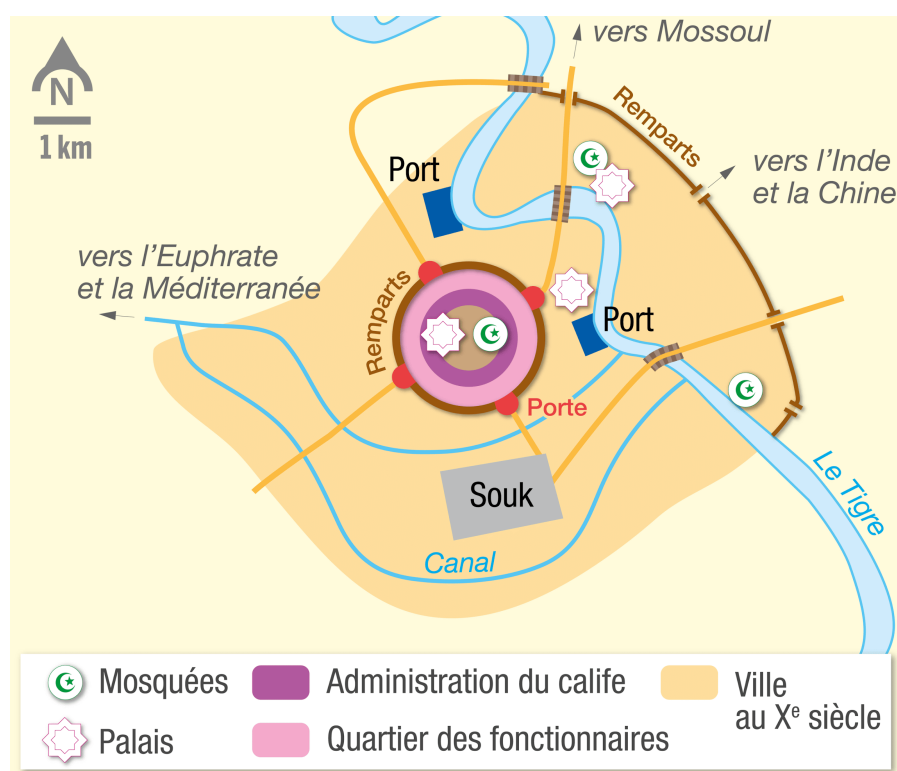 vers Mossoul
N
1 km
Remparts
vers l'Inde
et la Chine
Port
vers l'Euphrate
et la Méditerranée
Remparts
Port
Porte
Souk
Le Tigre
Canal
Mosquées
Administration du calife
Ville
au Xe siècle
Palais
Quartier des fonctionnaires